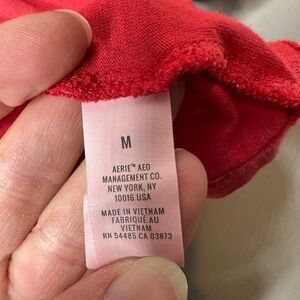 M
AERIE™ AEO
MANAGEMENT CO.
NEW YORK, NY
10016 USA
MADE IN VIETNAM
FABRIQUÉ AU
VIETNAM
RN 54485 CA 03873